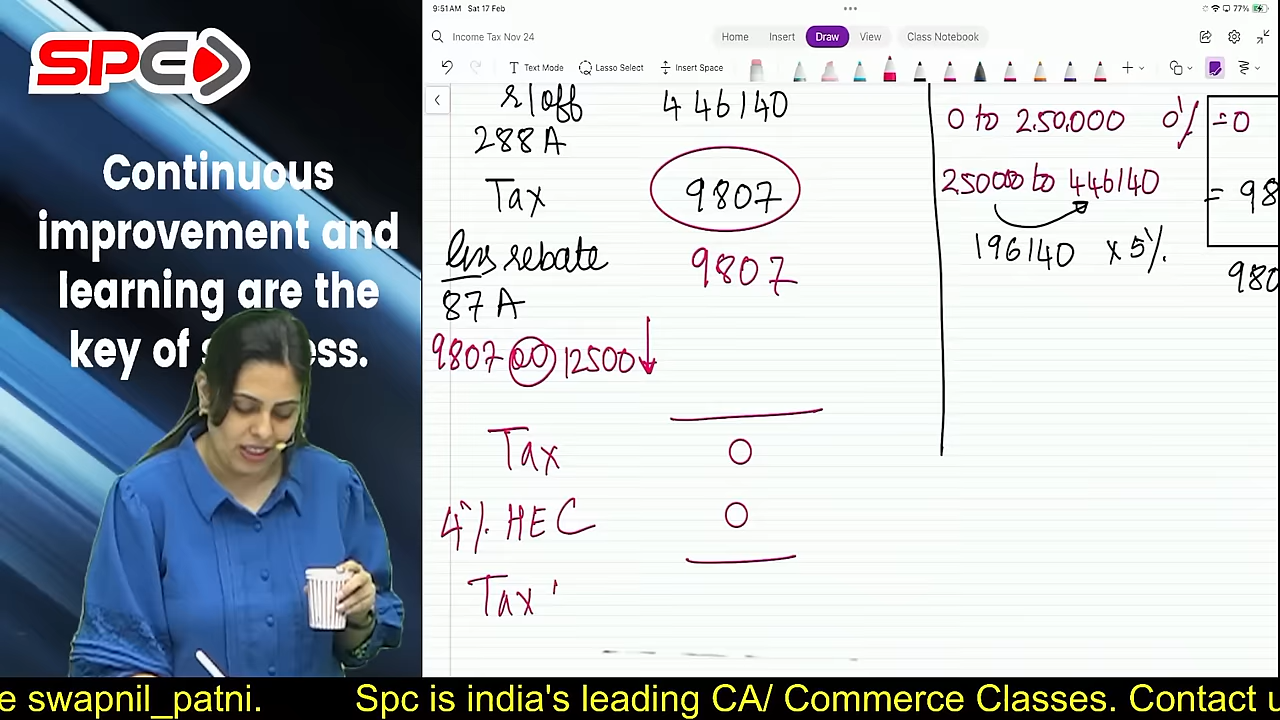 9:51 AM Sat 17 Feb
77%
Income Tax Nov 24
Home Insert Draw View Class Notebook
Text Mode Lasso Select Insert Space
SPC
Continuous
improvement and
learning are the
key of
r/off 446140
288A
Tax 9807
less rebate 9807
87A
9807 OR 12500↓
Tax 0
4% HEC 0
Tax
0 to 2.50.000 0% = 0
250000 to 446140 = 98
196140 x 5%.
980
e swapnil_patni. Spc is india's leading CA/ Commerce Classes. Contact u